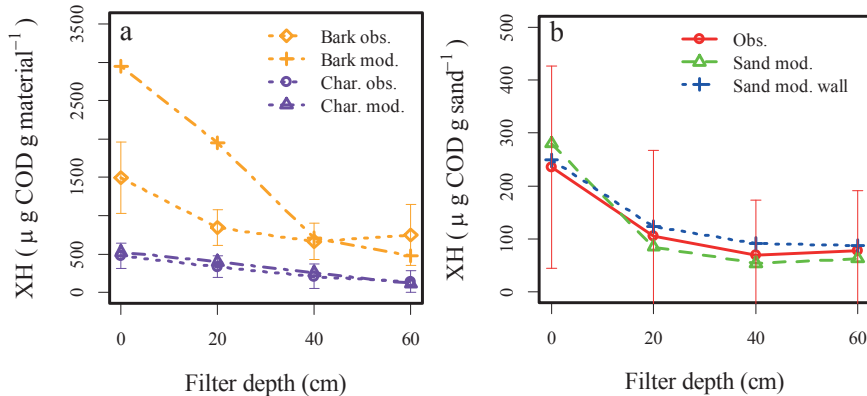 a
Bark obs.
Bark mod.
Char. obs.
Char. mod.
XH ( μ g COD g material⁻¹ )
0 500 1500 3500
0 20 40 60
Filter depth (cm)
b
Obs.
Sand mod.
Sand mod. wall
XH ( μ g COD g sand⁻¹ )
0 100 200 300 500
0 20 40 60
Filter depth (cm)